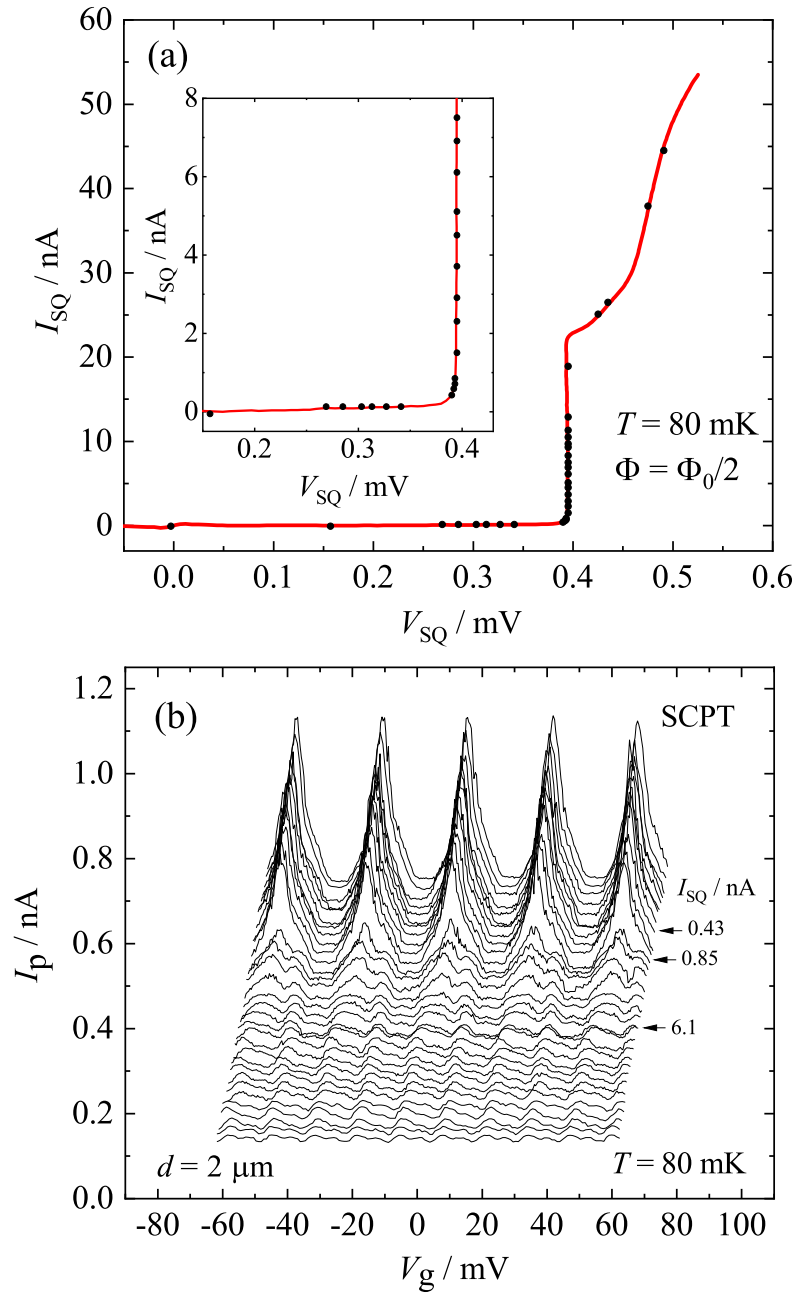 (a)
60
50
40
30
20
10
0
I_SQ / nA
0.0 0.1 0.2 0.3 0.4 0.5 0.6
V_SQ / mV
8
6
4
2
0
I_SQ / nA
0.2 0.3 0.4
V_SQ / mV
T = 80 mK
Φ = Φ_0/2
(b)
SCPT
1.2
1.0
0.8
0.6
0.4
0.2
0.0
I_p / nA
I_SQ / nA
0.43
0.85
6.1
d = 2 μm
T = 80 mK
-80 -60 -40 -20 0 20 40 60 80 100
V_g / mV